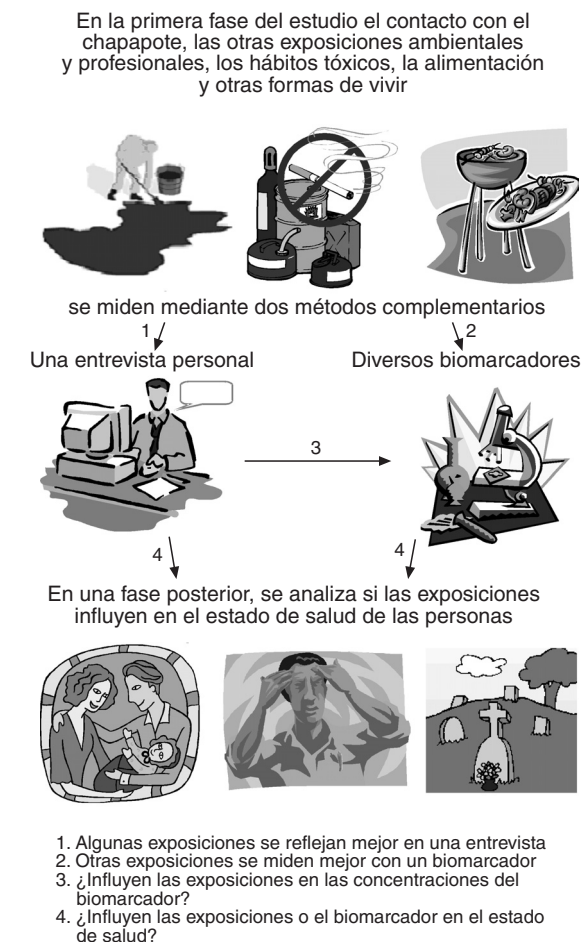 En la primera fase del estudio el contacto con el
chapapote, las otras exposiciones ambientales
y profesionales, los hábitos tóxicos, la alimentación
y otras formas de vivir
se miden mediante dos métodos complementarios
1
2
Una entrevista personal
Diversos biomarcadores
3
4
4
En una fase posterior, se analiza si las exposiciones
influyen en el estado de salud de las personas
1. Algunas exposiciones se reflejan mejor en una entrevista
2. Otras exposiciones se miden mejor con un biomarcador
3. ¿Influyen las exposiciones en las concentraciones del
biomarcador?
4. ¿Influyen las exposiciones o el biomarcador en el estado
de salud?